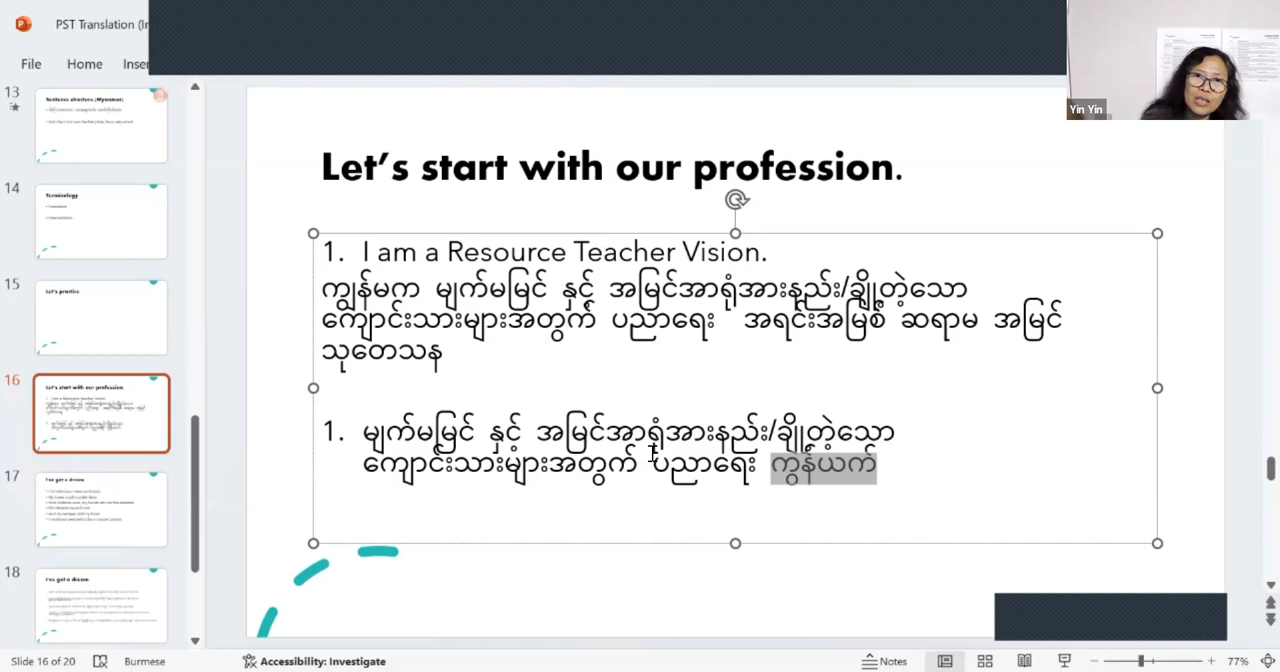 PST Translation (In
File Home Inser
Yin Yin
13
Sentence structure (Myanmar)
14
Terminology
15
Let's practice
16
Let's start with our profession
17
I've got a dream
18
I've got a dream
Let's start with our profession.
1. I am a Resource Teacher Vision.
ကျွန်မက မျက်မမြင် နှင့် အမြင်အာရုံအားနည်း/ချို့တဲ့သော
ကျောင်းသားများအတွက် ပညာရေး အရင်းအမြစ် ဆရာမ အမြင်
သုတေသန
1. မျက်မမြင် နှင့် အမြင်အာရုံအားနည်း/ချို့တဲ့သော
ကျောင်းသားများအတွက် ပညာရေး ကွန်ယက်
Slide 16 of 20 Burmese Accessibility: Investigate Notes 77%